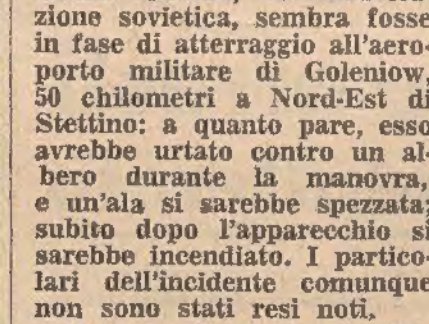 zione sovietica, sembra fosse
in fase di atterraggio all'aero-
porto militare di Goleniow,
50 chilometri a Nord-Est di
Stettino: a quanto pare, esso
avrebbe urtato contro un al-
bero durante la manovra,
e un'ala si sarebbe spezzata;
subito dopo l'apparecchio si
sarebbe incendiato. I partico-
lari dell'incidente comunque
non sono stati resi noti.